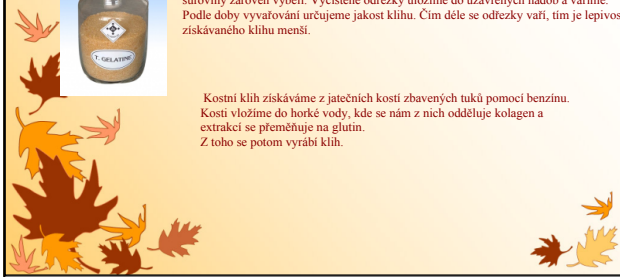 suroviny zároveň vybělí. Vyčištěné odřezky uložíme do uzavřených nádob a vaříme.
Podle doby vyvařování určujeme jakost klihu. Čím déle se odřezky vaří, tím je lepivos
získávaného klihu menší.
T. GELATINE
Kostní klih získáváme z jatečních kostí zbavených tuků pomocí benzínu.
Kosti vložíme do horké vody, kde se nám z nich odděluje kolagen a
extrakcí se přeměňuje na glutin.
Z toho se potom vyrábí klih.